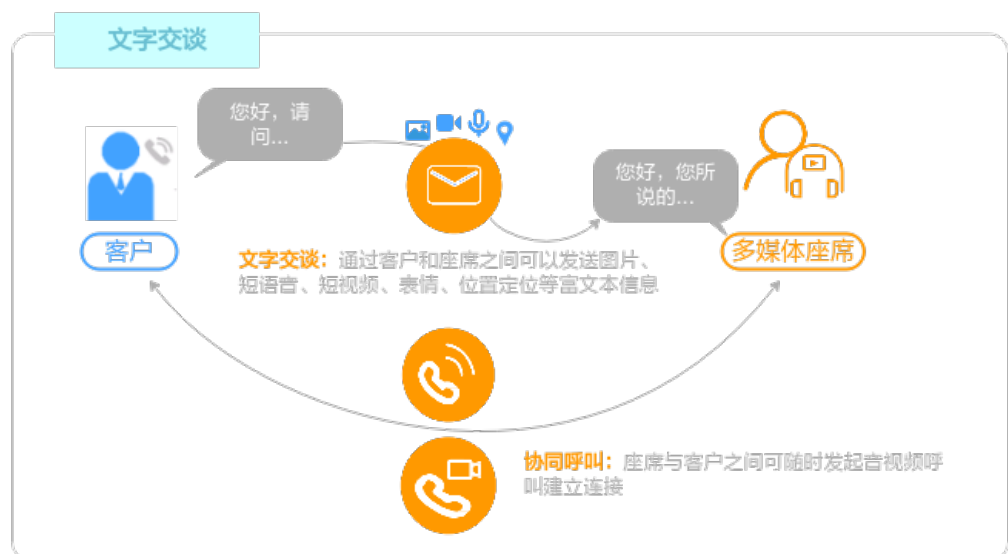 文字交谈
您好，请
问...
您好，您所
说的...
客户
多媒体座席
文字交谈：通过客户和座席之间可以发送图片、
短语音、短视频、表情、位置定位等富文本信息
协同呼叫：座席与客户之间可随时发起音视频呼
叫建立连接